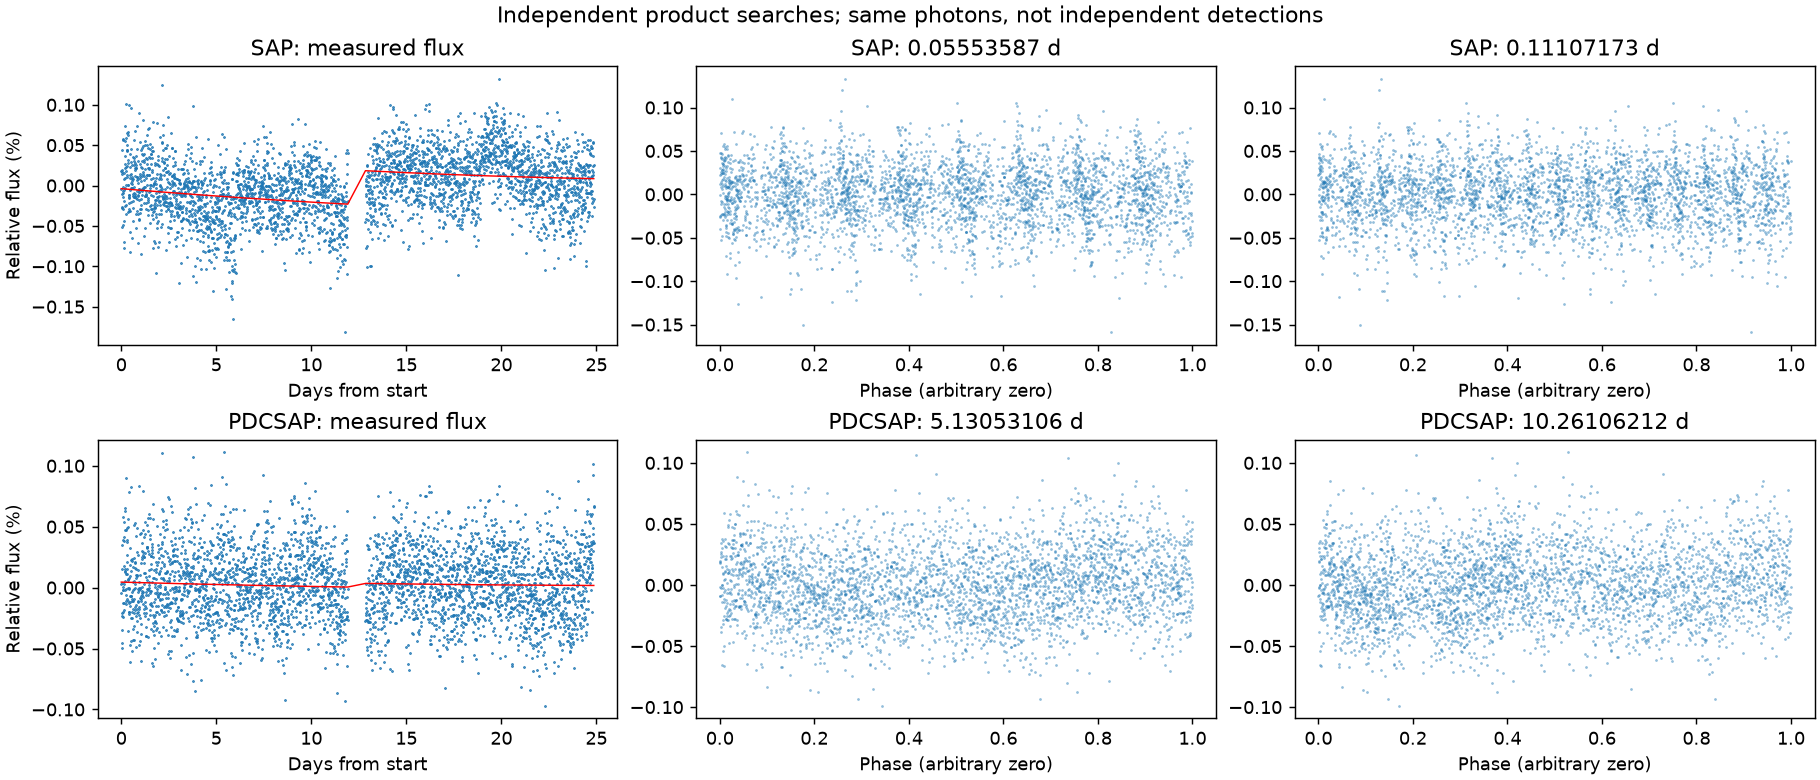 Independent product searches; same photons, not independent detections
SAP: measured flux
SAP: 0.05553587 d
SAP: 0.11107173 d
Relative flux (%)
0.10
0.05
0.00
−0.05
−0.10
−0.15
0 5 10 15 20 25
Days from start
0.10
0.05
0.00
−0.05
−0.10
−0.15
0.0 0.2 0.4 0.6 0.8 1.0
Phase (arbitrary zero)
0.10
0.05
0.00
−0.05
−0.10
−0.15
0.0 0.2 0.4 0.6 0.8 1.0
Phase (arbitrary zero)
PDCSAP: measured flux
PDCSAP: 5.13053106 d
PDCSAP: 10.26106212 d
Relative flux (%)
0.10
0.05
0.00
−0.05
−0.10
0 5 10 15 20 25
Days from start
0.10
0.05
0.00
−0.05
−0.10
0.0 0.2 0.4 0.6 0.8 1.0
Phase (arbitrary zero)
0.10
0.05
0.00
−0.05
−0.10
0.0 0.2 0.4 0.6 0.8 1.0
Phase (arbitrary zero)